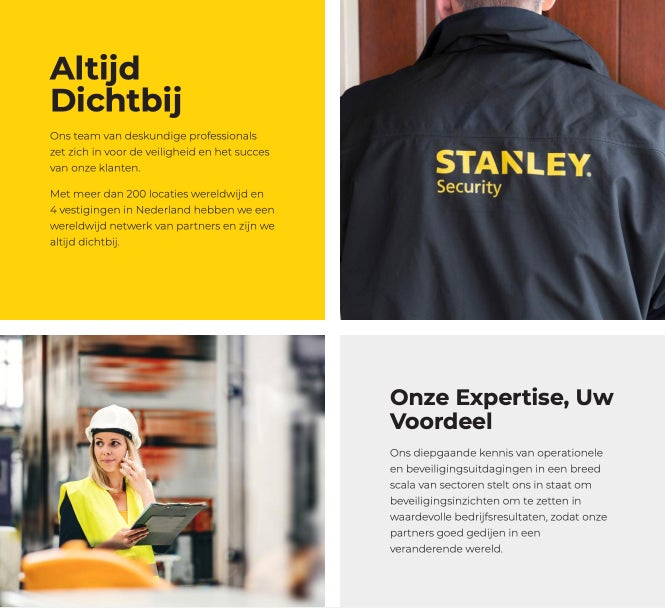 Altijd
Dichtbij
Ons team van deskundige professionals
zet zich in voor de veiligheid en het succes
van onze klanten.
Met meer dan 200 locaties wereldwijd en
4 vestigingen in Nederland hebben we een
wereldwijd netwerk van partners en zijn we
altijd dichtbij.
STANLEY.
Security
Onze Expertise, Uw
Voordeel
Ons diepgaande kennis van operationele
en beveiligingsuitdagingen in een breed
scala van sectoren stelt ons in staat om
beveiligingsinzichten om te zetten in
waardevolle bedrijfsresultaten, zodat onze
partners goed gedijen in een
veranderende wereld.